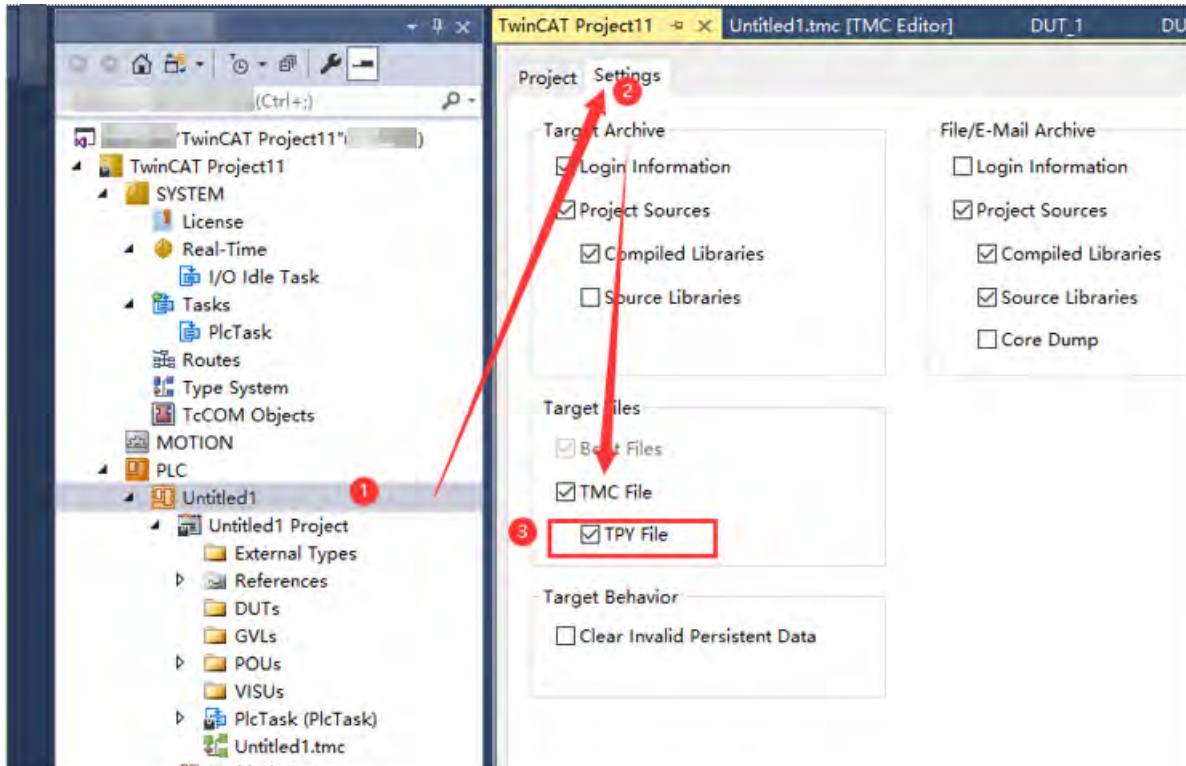 TwinCAT Project11
Untitled1.tmc [TMC Editor]
DUT_1
DU
(Ctrl+;)
"TwinCAT Project11"( )
TwinCAT Project11
SYSTEM
License
Real-Time
I/O Idle Task
Tasks
PlcTask
Routes
Type System
TcCOM Objects
MOTION
PLC
Untitled1
1
Untitled1 Project
External Types
References
DUTs
GVLs
POUs
VISUs
PlcTask (PlcTask)
Untitled1.tmc
Project
Settings
2
Target Archive
Login Information
Project Sources
Compiled Libraries
Source Libraries
File/E-Mail Archive
Login Information
Project Sources
Compiled Libraries
Source Libraries
Core Dump
Target Files
Boot Files
TMC File
3
TPY File
Target Behavior
Clear Invalid Persistent Data